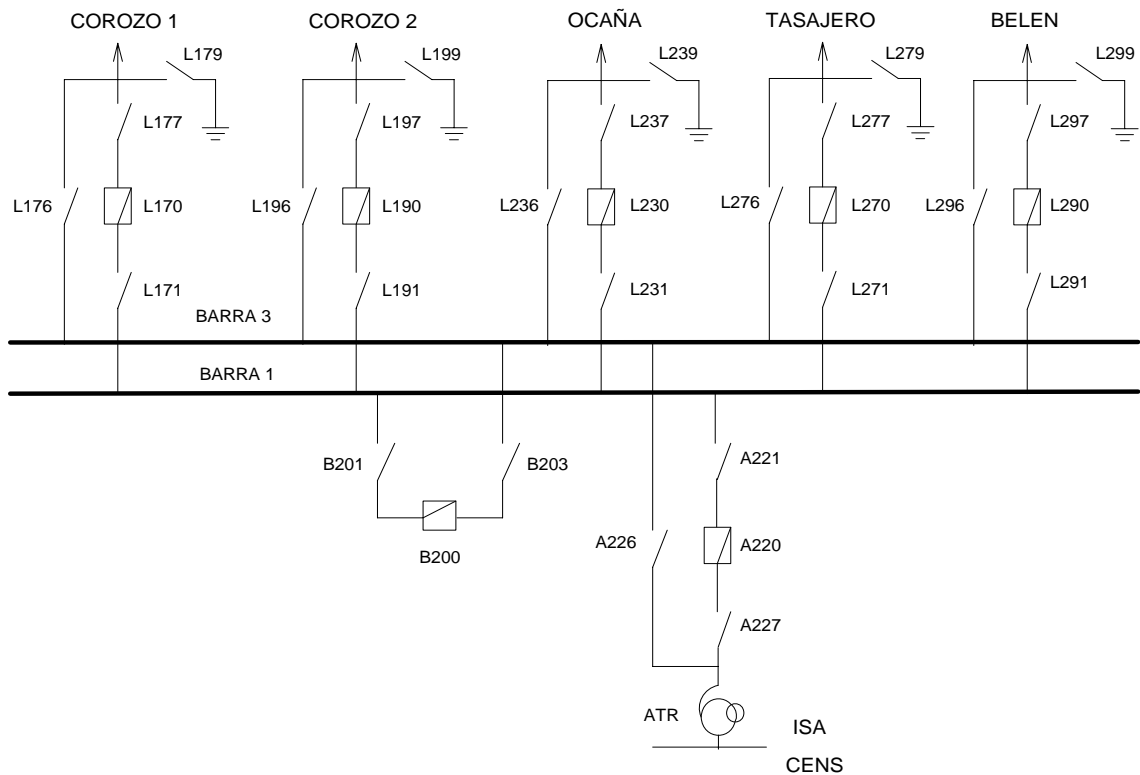 COROZO 1
COROZO 2
OCAÑA
TASAJERO
BELEN
L179
L199
L239
L279
L299
L177
L197
L237
L277
L297
L176
L170
L196
L190
L236
L230
L276
L270
L296
L290
L171
L191
L231
L271
L291
BARRA 3
BARRA 1
B201
B203
A221
B200
A226
A220
A227
ATR
ISA
CENS